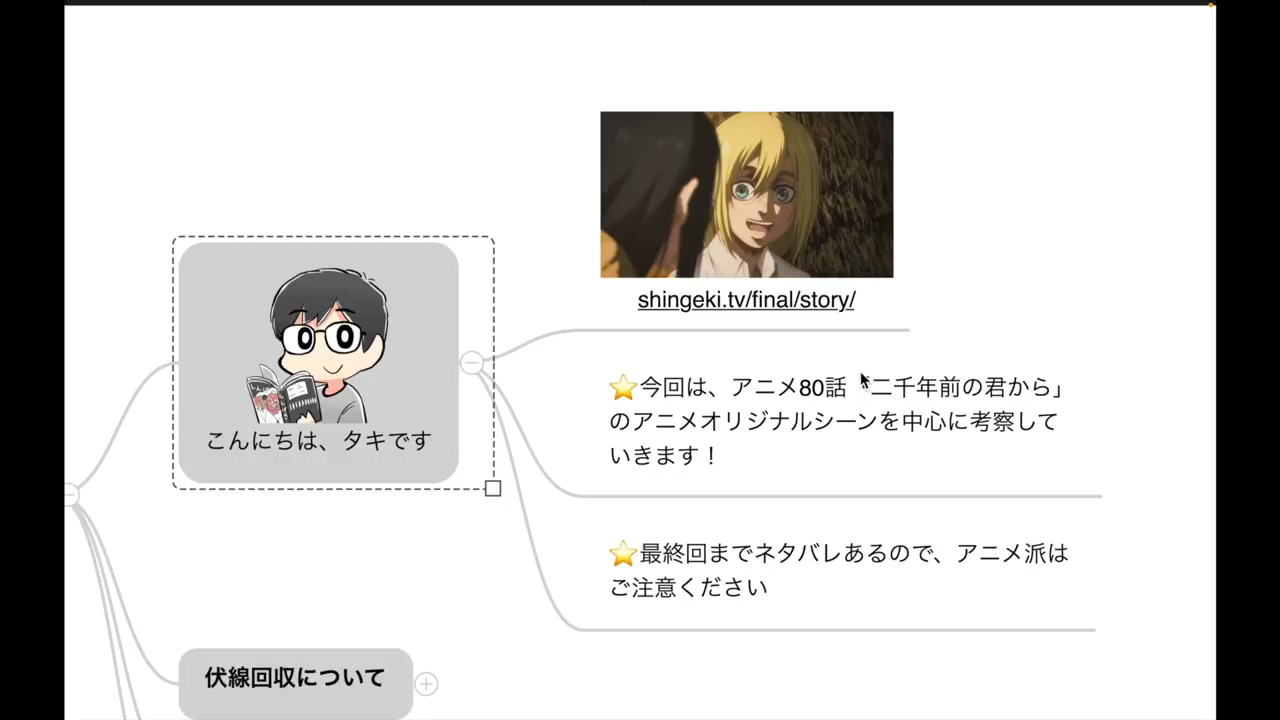 shingeki.tv/final/story/
⭐今回は、アニメ80話「二千年前の君から」
のアニメオリジナルシーンを中心に考察して
いきます！
こんにちは、タキです
⭐最終回までネタバレあるので、アニメ派は
ご注意ください
伏線回収について